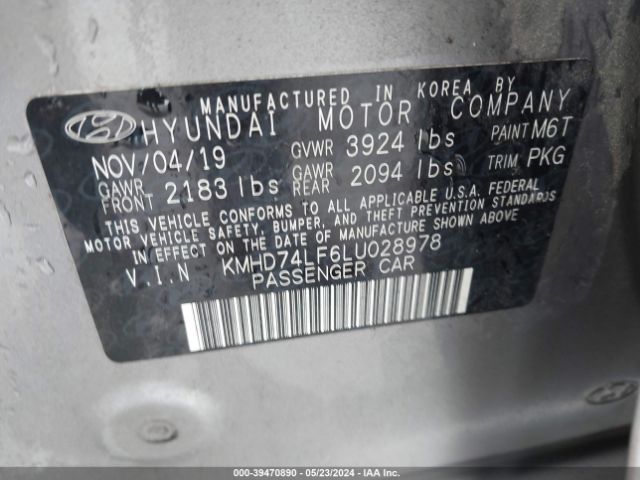 MANUFACTURED IN KOREA BY
HYUNDAI MOTOR COMPANY
NOV/04/19 GVWR 3924 lbs PAINT M6T
GAWR FRONT 2183 lbs GAWR REAR 2094 lbs TRIM PKG
THIS VEHICLE CONFORMS TO ALL APPLICABLE U.S.A. FEDERAL
MOTOR VEHICLE SAFETY, BUMPER, AND THEFT PREVENTION STANDARDS
IN EFFECT ON THE DATE OF MANUFACTURE SHOWN ABOVE
V.I.N KMHD74LF6LU028978
PASSENGER CAR
000-39470890 • 05/23/2024 • IAA Inc.